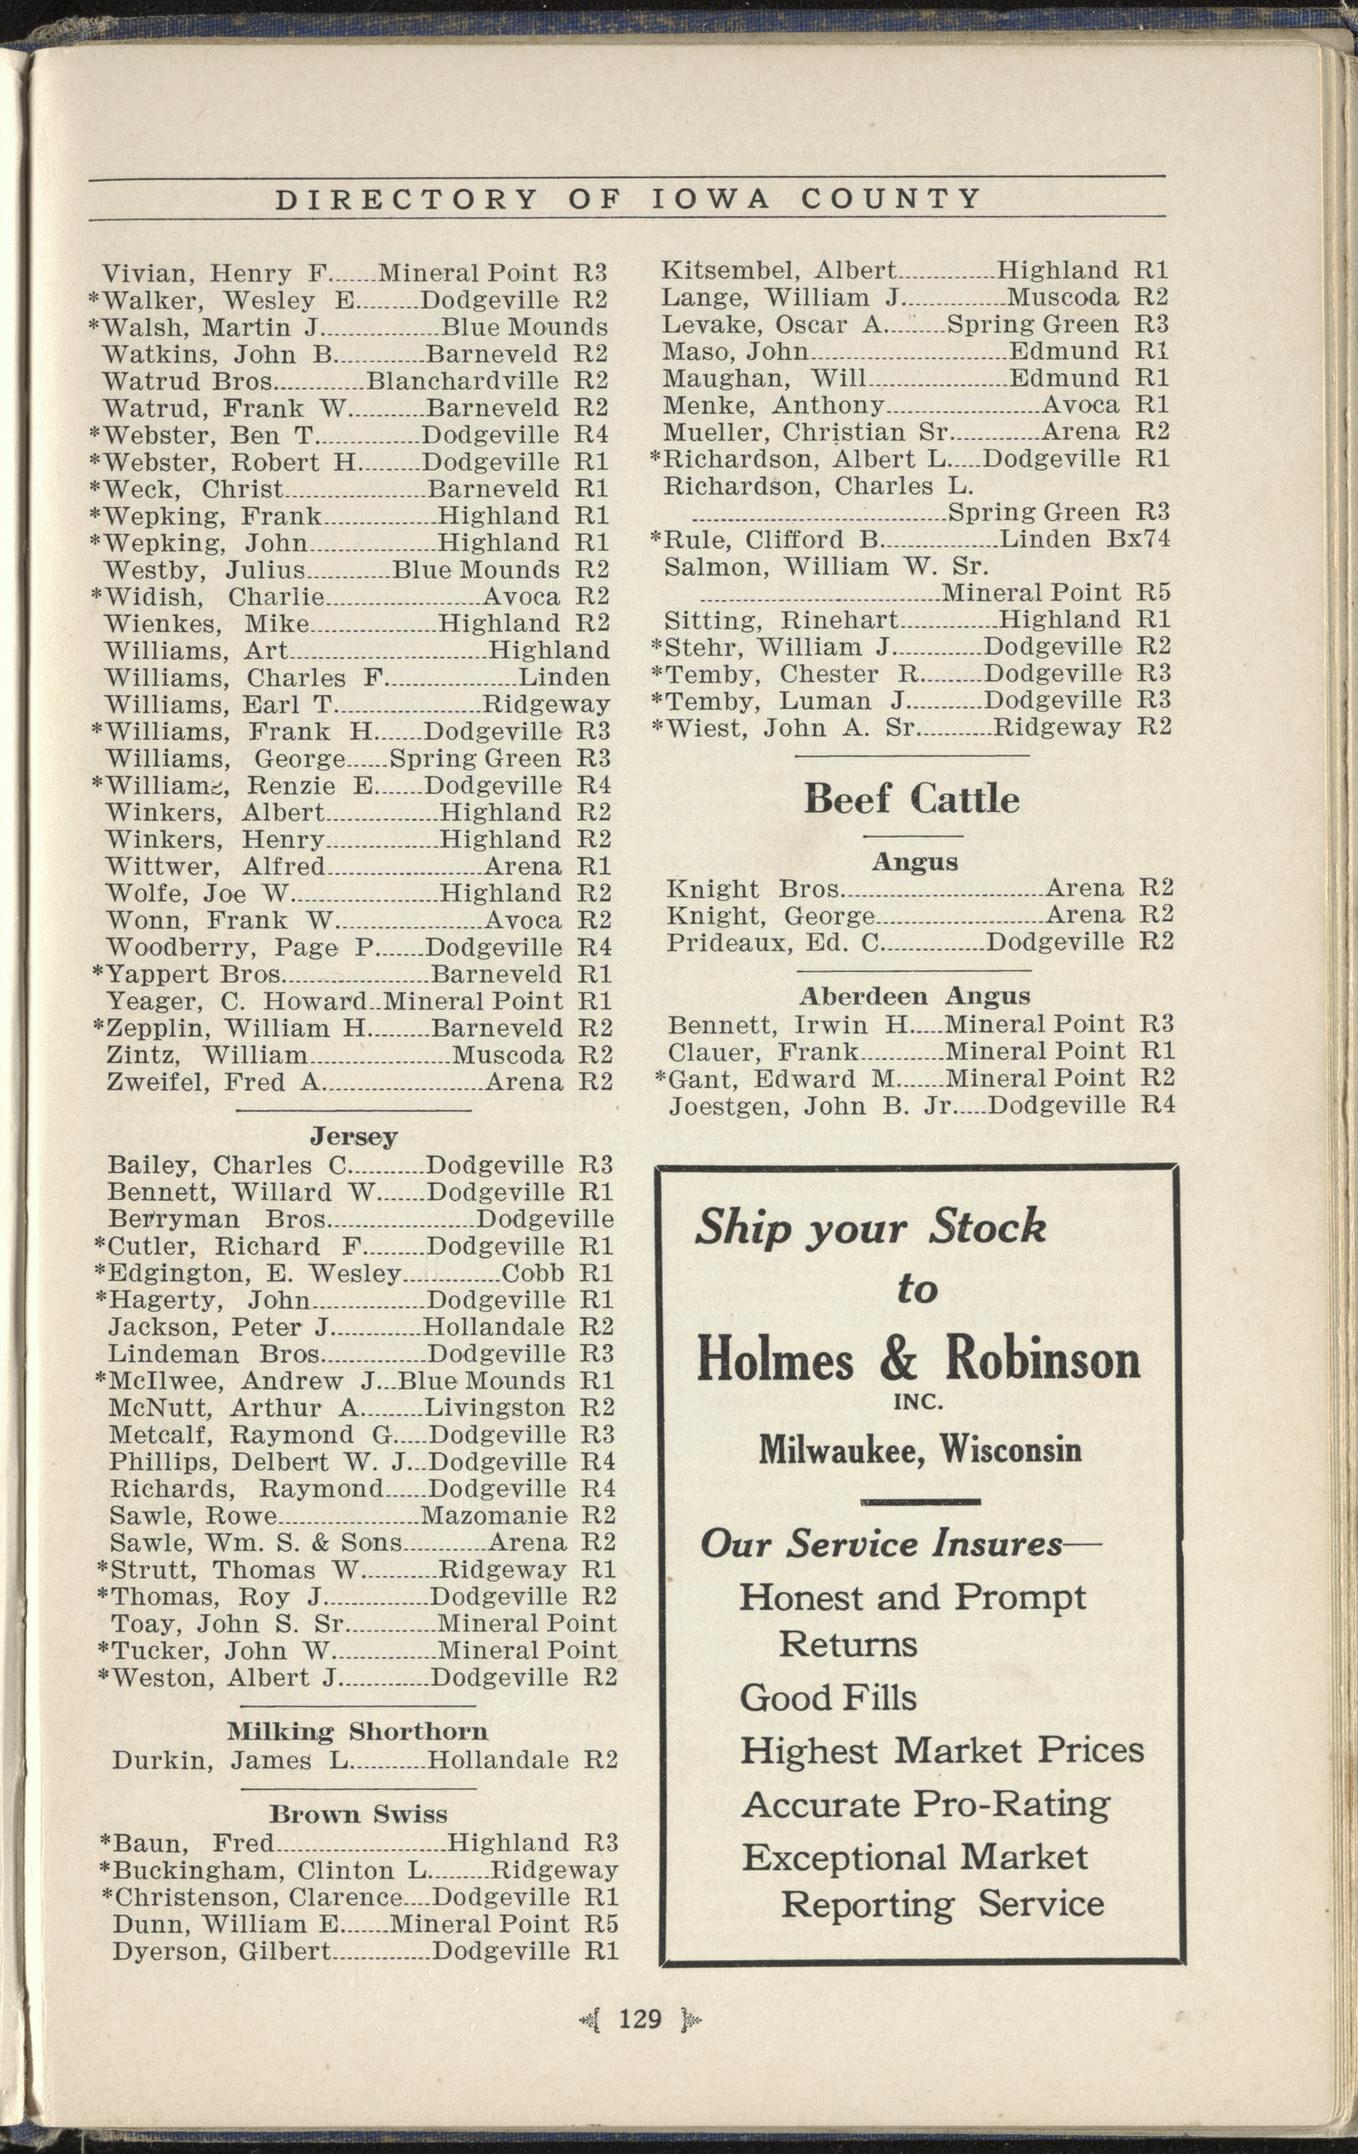 DIRECTORY OF IOWA COUNTY
Vivian, Henry F.......Mineral Point R3
*Walker, Wesley E.........Dodgeville R2
*Walsh, Martin J.................Blue Mounds
Watkins, John B.............Barneveld R2
Watrud Bros.............Blanchardville R2
Watrud, Frank W...........Barneveld R2
*Webster, Ben T...............Dodgeville R4
*Webster, Robert H.........Dodgeville R1
*Weck, Christ....................Barneveld R1
*Wepking, Frank................Highland R1
*Wepking, John..................Highland R1
Westby, Julius............Blue Mounds R2
*Widish, Charlie......................Avoca R2
Wienkes, Mike..................Highland R2
Williams, Art............................Highland
Williams, Charles F...................Linden
Williams, Earl T.....................Ridgeway
*Williams, Frank H.......Dodgeville R3
Williams, George......Spring Green R3
*Williams, Renzie E.......Dodgeville R4
Winkers, Albert................Highland R2
Winkers, Henry................Highland R2
Wittwer, Alfred......................Arena R1
Wolfe, Joe W.....................Highland R2
Wonn, Frank W.....................Avoca R2
Woodberry, Page P.......Dodgeville R4
*Yappert Bros.....................Barneveld R1
Yeager, C. Howard..Mineral Point R1
*Zepplin, William H.........Barneveld R2
Zintz, William....................Muscoda R2
Zweifel, Fred A.......................Arena R2
Jersey
Bailey, Charles C...........Dodgeville R3
Bennett, Willard W.......Dodgeville R1
Berryman Bros.....................Dodgeville
*Cutler, Richard F.........Dodgeville R1
*Edgington, E. Wesley..............Cobb R1
*Hagerty, John................Dodgeville R1
Jackson, Peter J.............Hollandale R2
Lindeman Bros...............Dodgeville R3
*McIlwee, Andrew J...Blue Mounds R1
McNutt, Arthur A.........Livingston R2
Metcalf, Raymond G.....Dodgeville R3
Phillips, Delbert W. J...Dodgeville R4
Richards, Raymond......Dodgeville R4
Sawle, Rowe....................Mazomanie R2
Sawle, Wm. S. & Sons............Arena R2
*Strutt, Thomas W...........Ridgeway R1
*Thomas, Roy J...............Dodgeville R2
Toay, John S. Sr.............Mineral Point
*Tucker, John W...............Mineral Point
*Weston, Albert J.............Dodgeville R2
Milking Shorthorn
Durkin, James L...........Hollandale R2
Brown Swiss
*Baun, Fred........................Highland R3
*Buckingham, Clinton L.........Ridgeway
*Christenson, Clarence....Dodgeville R1
Dunn, William E.......Mineral Point R5
Dyerson, Gilbert..............Dodgeville R1
Kitsembel, Albert..............Highland R1
Lange, William J...............Muscoda R2
Levake, Oscar A.........Spring Green R3
Maso, John............................Edmund R1
Maughan, Will....................Edmund R1
Menke, Anthony......................Avoca R1
Mueller, Christian Sr.............Arena R2
*Richardson, Albert L.....Dodgeville R1
Richardson, Charles L.
....................................Spring Green R3
*Rule, Clifford B.................Linden Bx74
Salmon, William W. Sr.
..................................Mineral Point R5
Sitting, Rinehart..............Highland R1
*Stehr, William J.............Dodgeville R2
*Temby, Chester R.........Dodgeville R3
*Temby, Luman J...........Dodgeville R3
*Wiest, John A. Sr...........Ridgeway R2
Beef Cattle
Angus
Knight Bros.............................Arena R2
Knight, George........................Arena R2
Prideaux, Ed. C...............Dodgeville R2
Aberdeen Angus
Bennett, Irwin H.....Mineral Point R3
Clauer, Frank............Mineral Point R1
*Gant, Edward M.......Mineral Point R2
Joestgen, John B. Jr.....Dodgeville R4
Ship your Stock
to
Holmes & Robinson
INC.
Milwaukee, Wisconsin
Our Service Insures—
Honest and Prompt
Returns
Good Fills
Highest Market Prices
Accurate Pro-Rating
Exceptional Market
Reporting Service
129